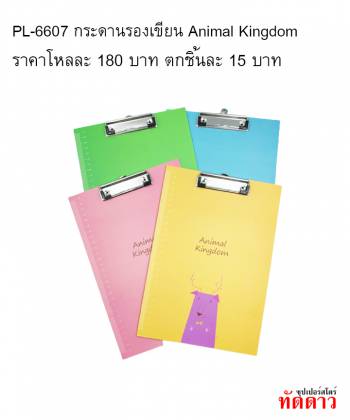 PL-6607 กระดานรองเขียน Animal Kingdom
ราคาโหลละ 180 บาท ตกชิ้นละ 15 บาท
Animal
Kingdom
Animal
Kingdom
ซุปเปอร์สโตร์
ทัดดาว